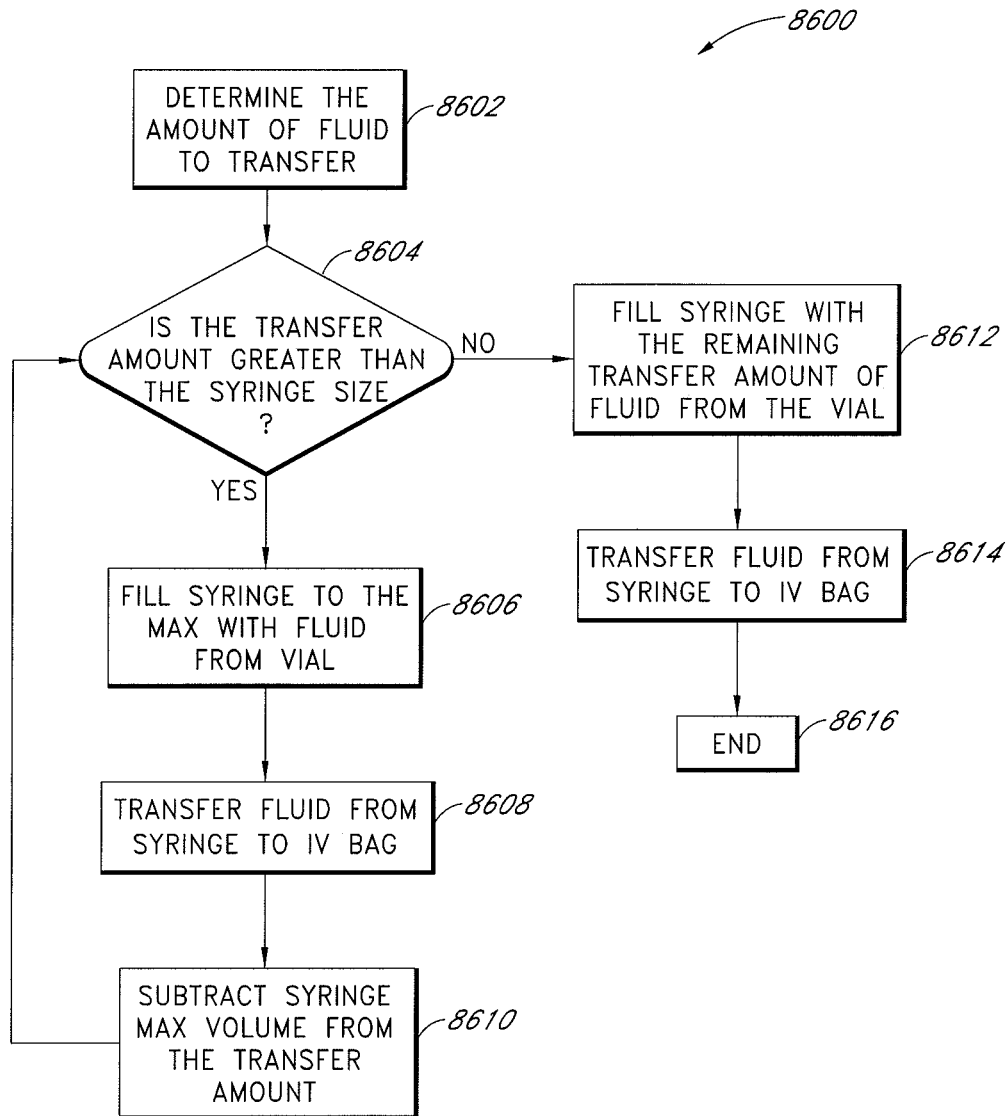 8600
DETERMINE THE
AMOUNT OF FLUID
TO TRANSFER
8602
8604
IS THE TRANSFER
AMOUNT GREATER THAN
THE SYRINGE SIZE
?
NO
YES
FILL SYRINGE WITH
THE REMAINING
TRANSFER AMOUNT OF
FLUID FROM THE VIAL
8612
FILL SYRINGE TO THE
MAX WITH FLUID
FROM VIAL
8606
TRANSFER FLUID FROM
SYRINGE TO IV BAG
8614
END
8616
TRANSFER FLUID FROM
SYRINGE TO IV BAG
8608
SUBTRACT SYRINGE
MAX VOLUME FROM
THE TRANSFER
AMOUNT
8610